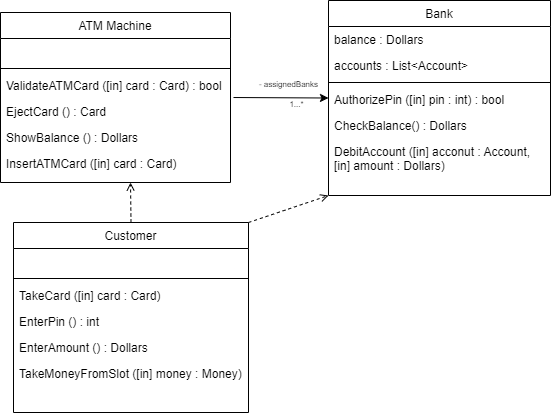 ATM Machine
ValidateATMCard ([in] card : Card) : bool
EjectCard () : Card
ShowBalance () : Dollars
InsertATMCard ([in] card : Card)
- assignedBanks
1...*
Bank
balance : Dollars
accounts : List<Account>
AuthorizePin ([in] pin : int) : bool
CheckBalance() : Dollars
DebitAccount ([in] acconut : Account,
[in] amount : Dollars)
Customer
TakeCard ([in] card : Card)
EnterPin () : int
EnterAmount () : Dollars
TakeMoneyFromSlot ([in] money : Money)